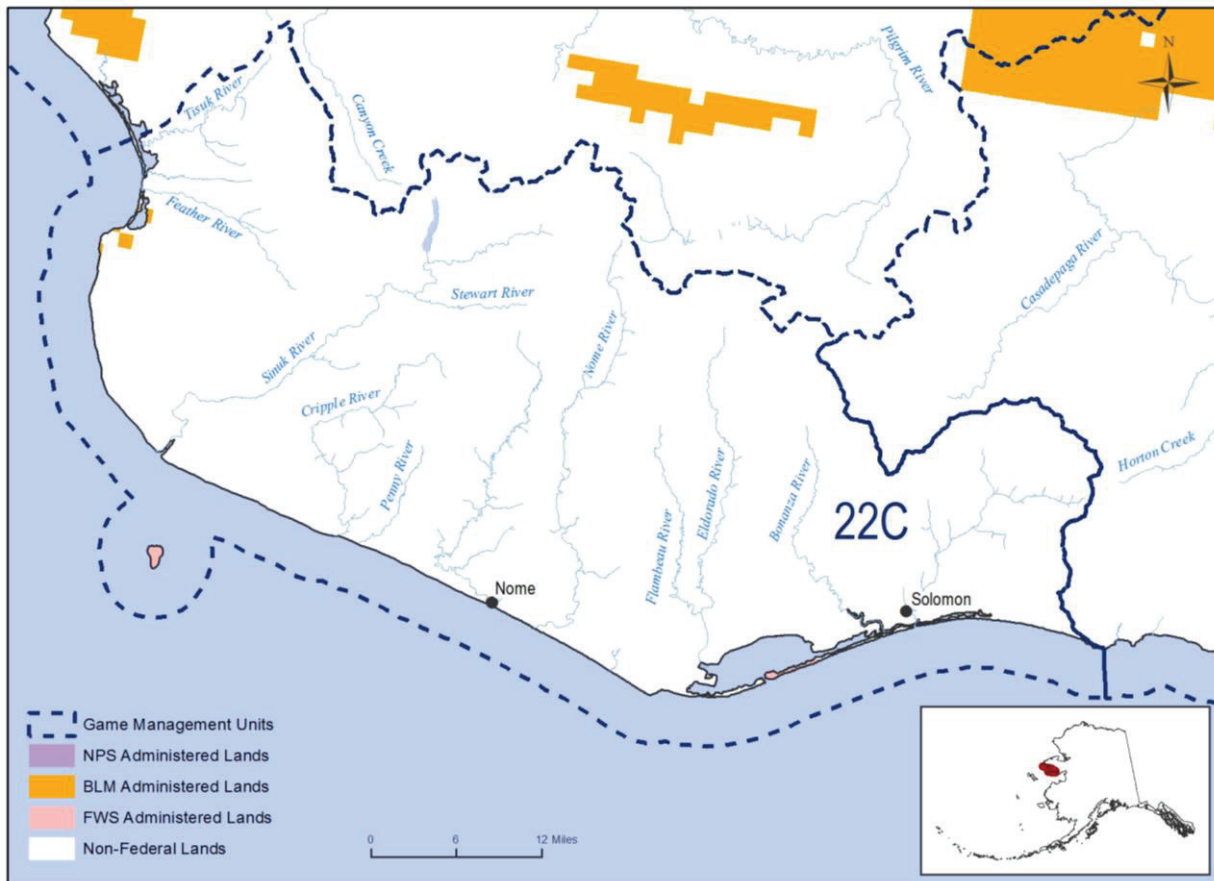 Pilgrim River
N
Tisuk River
Canyon Creek
Feather River
Casadepaga River
Stewart River
Nome River
Sinuk River
Cripple River
Horton Creek
Penny River
Flambeau River
Eldorado River
Bonanza River
22C
Nome
Solomon
Game Management Units
NPS Administered Lands
BLM Administered Lands
FWS Administered Lands
Non-Federal Lands
0 6 12 Miles